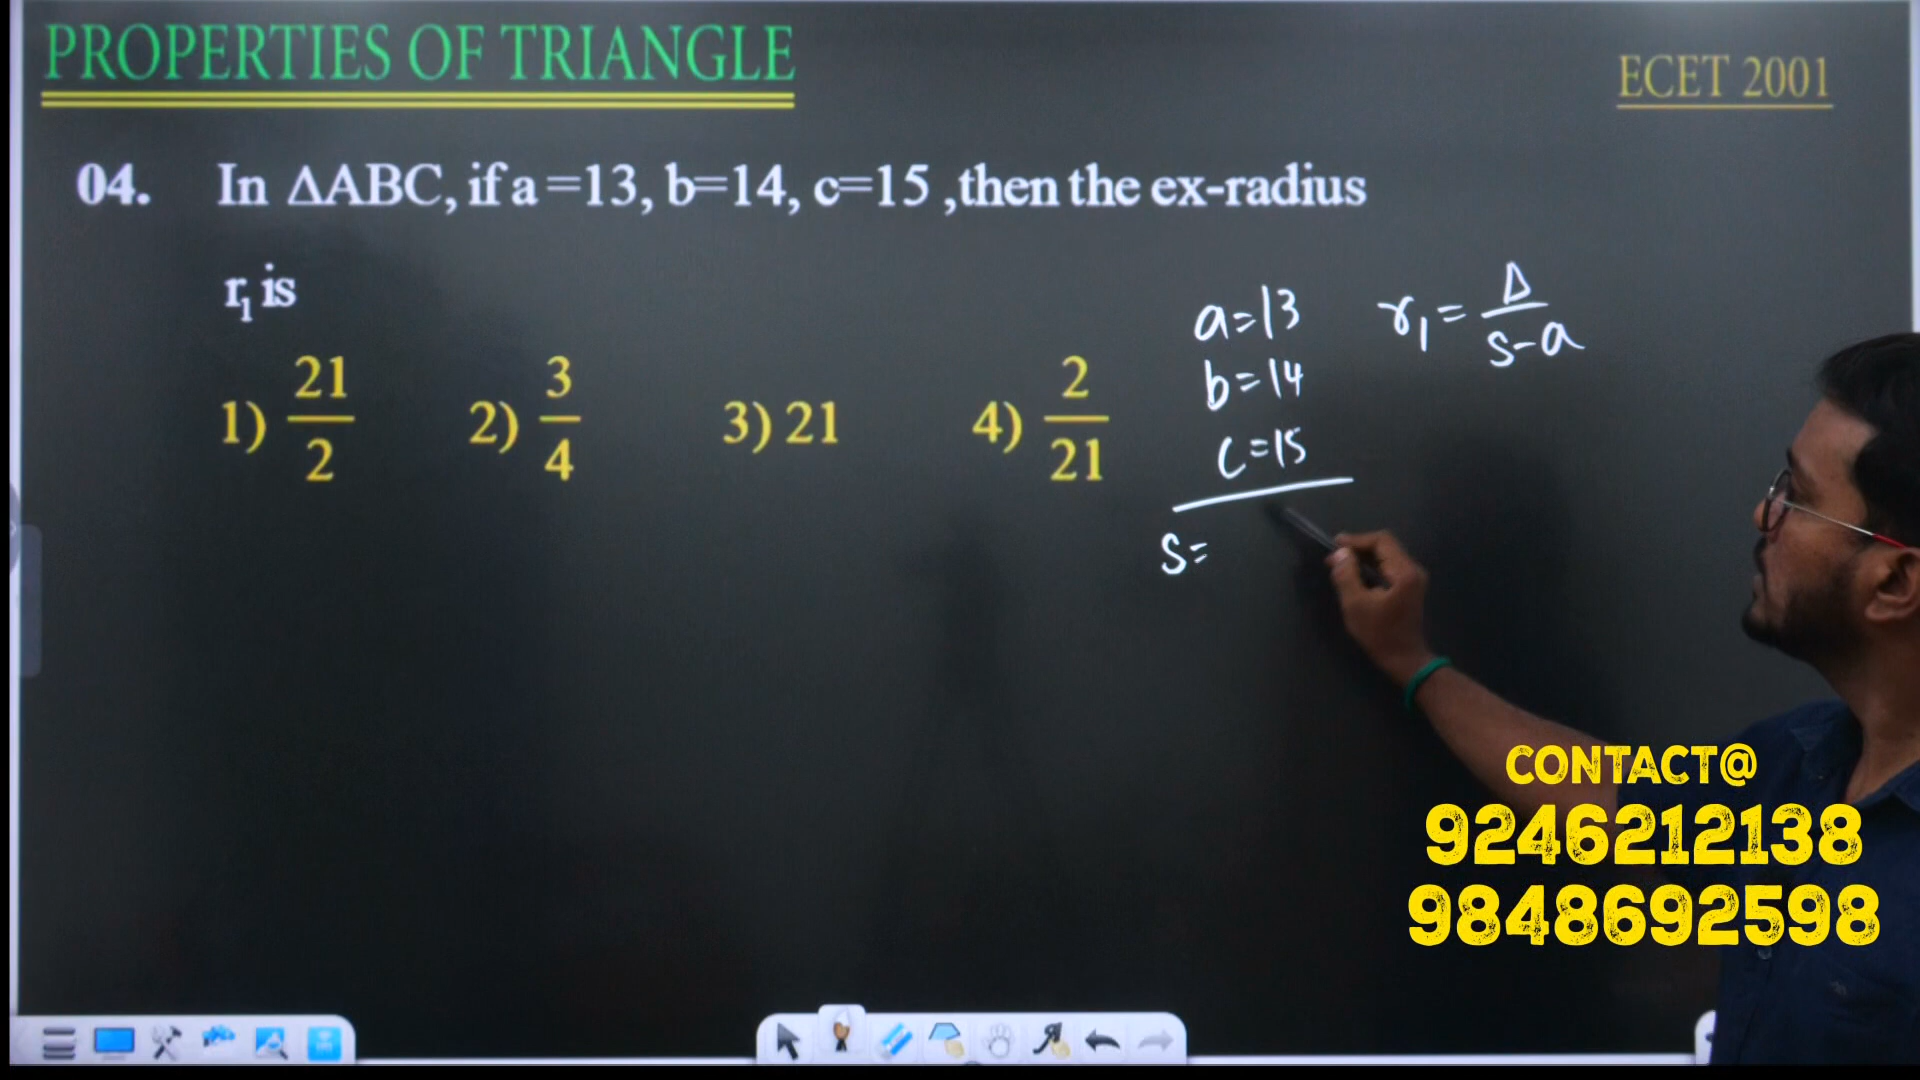 PROPERTIES OF TRIANGLE
ECET 2001
04. In ΔABC, if a =13, b=14, c=15 ,then the ex-radius
r₁ is
1) 21/2 2) 3/4 3) 21 4) 2/21
a=13
b=14
c=15
s=
r₁ = Δ/s-a
CONTACT@
9246212138
9848692598